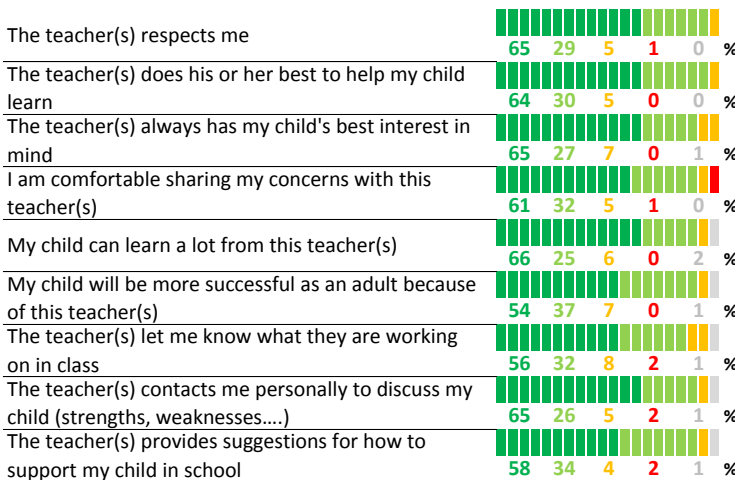 The teacher(s) respects me
65 29 5 1 0 %
The teacher(s) does his or her best to help my child
learn
64 30 5 0 0 %
The teacher(s) always has my child's best interest in
mind
65 27 7 0 1 %
I am comfortable sharing my concerns with this
teacher(s)
61 32 5 1 0 %
My child can learn a lot from this teacher(s)
66 25 6 0 2 %
My child will be more successful as an adult because
of this teacher(s)
54 37 7 0 1 %
The teacher(s) let me know what they are working
on in class
56 32 8 2 1 %
The teacher(s) contacts me personally to discuss my
child (strengths, weaknesses....)
65 26 5 2 1 %
The teacher(s) provides suggestions for how to
support my child in school
58 34 4 2 1 %